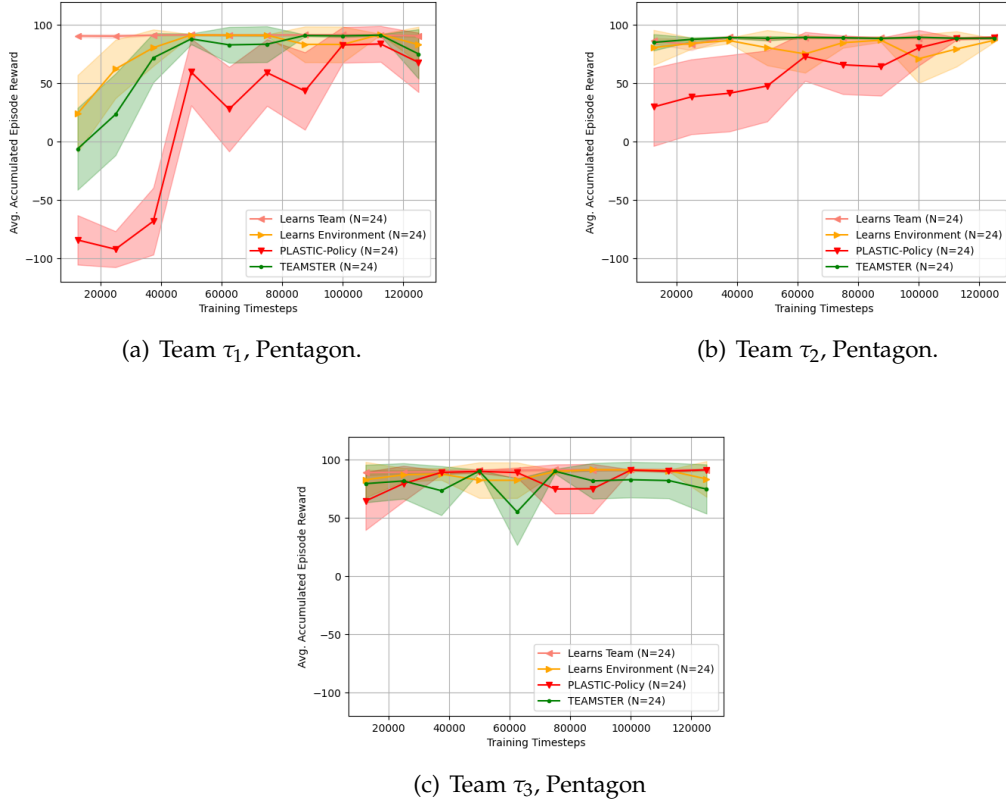 100
50
0
−50
−100
Avg. Accumulated Episode Reward
Learns Team (N=24)
Learns Environment (N=24)
PLASTIC-Policy (N=24)
TEAMSTER (N=24)
20000 40000 60000 80000 100000 120000
Training Timesteps
(a) Team τ1, Pentagon.
100
50
0
−50
−100
Avg. Accumulated Episode Reward
Learns Team (N=24)
Learns Environment (N=24)
PLASTIC-Policy (N=24)
TEAMSTER (N=24)
20000 40000 60000 80000 100000 120000
Training Timesteps
(b) Team τ2, Pentagon.
100
50
0
−50
−100
Avg. Accumulated Episode Reward
Learns Team (N=24)
Learns Environment (N=24)
PLASTIC-Policy (N=24)
TEAMSTER (N=24)
20000 40000 60000 80000 100000 120000
Training Timesteps
(c) Team τ3, Pentagon